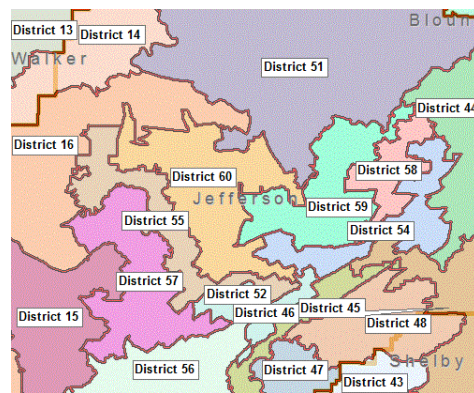 Bloun
District 13
District 14
Walker
District 51
District 44
District 16
District 58
District 60
Jefferson
District 59
District 55
District 54
District 57
District 52
District 45
District 46
District 15
District 48
Shelby
District 56
District 47
District 43